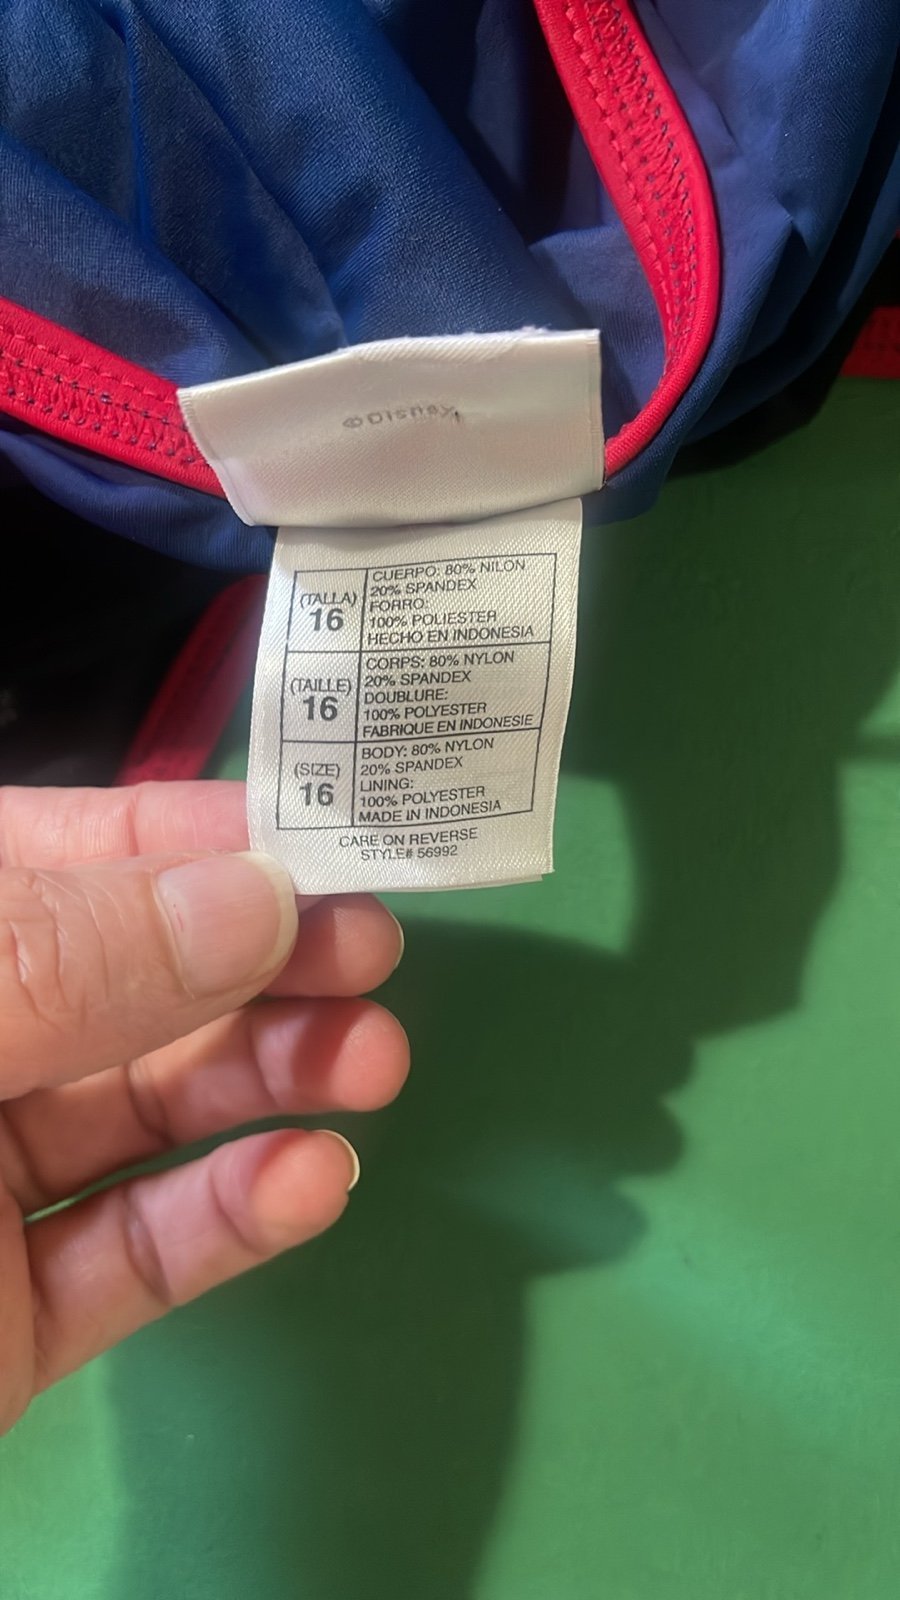 ©Disney
(TALLA)
16
CUERPO: 80% NILON
20% SPANDEX
FORRO:
100% POLIESTER
HECHO EN INDONESIA
(TAILLE)
16
CORPS: 80% NYLON
20% SPANDEX
DOUBLURE:
100% POLYESTER
FABRIQUE EN INDONESIE
(SIZE)
16
BODY: 80% NYLON
20% SPANDEX
LINING:
100% POLYESTER
MADE IN INDONESIA
CARE ON REVERSE
STYLE# 56992